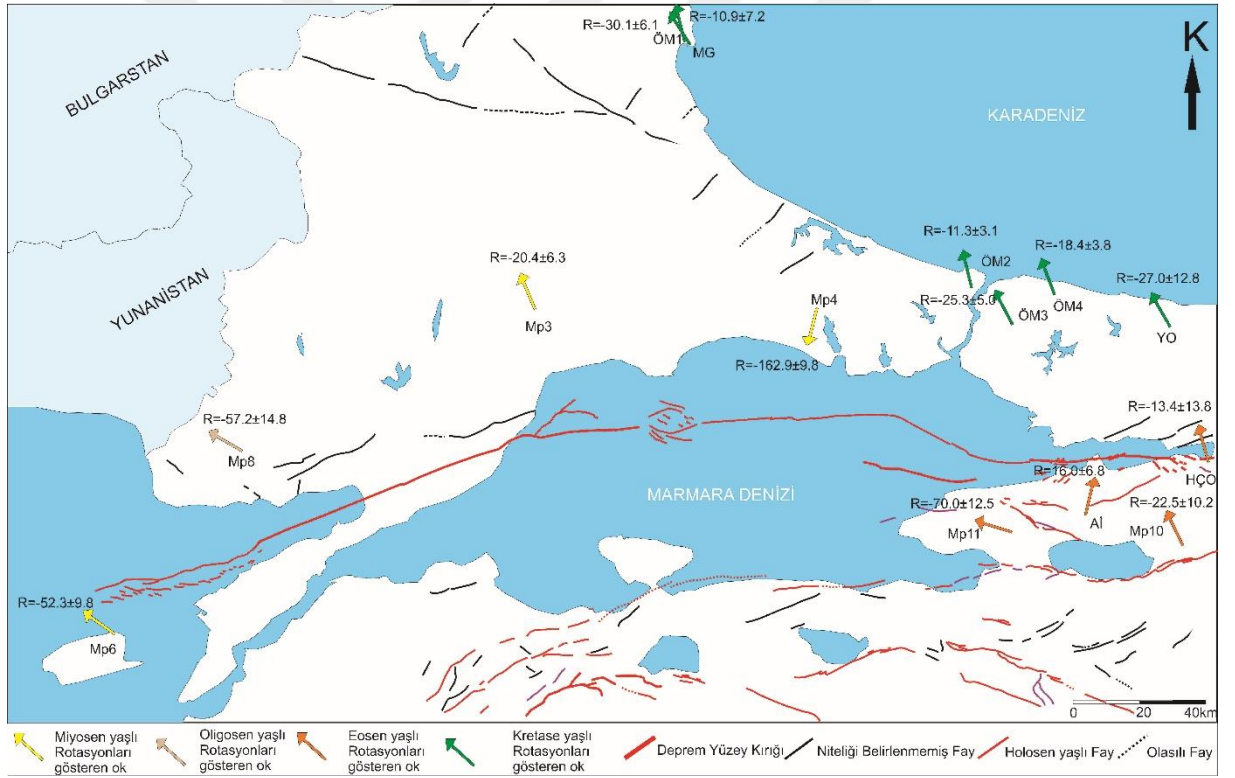 R=-10.9±7.2
R=-30.1±6.1
ÖM1
MG
K
BULGARSTAN
KARADENİZ
YUNANİSTAN
R=-20.4±6.3
Mp3
Mp4
R=-162.9±9.8
R=-11.3±3.1
ÖM2
R=-18.4±3.8
R=-25.3±5.0
ÖM3
ÖM4
R=-27.0±12.8
YO
R=-57.2±14.8
Mp8
R=-13.4±13.8
HÇO
MARMARA DENİZİ
R=16.0±6.8
Aİ
R=-70.0±12.5
Mp11
R=-22.5±10.2
Mp10
R=-52.3±9.8
Mp6
0 20 40km
Miyosen yaşlı
Rotasyonları
gösteren ok
Oligosen yaşlı
Rotasyonları
gösteren ok
Eosen yaşlı
Rotasyonları
gösteren ok
Kretase yaşlı
Rotasyonları
gösteren ok
Deprem Yüzey Kırığı
Niteliği Belirlenmemiş Fay
Holosen yaşlı Fay
Olasılı Fay